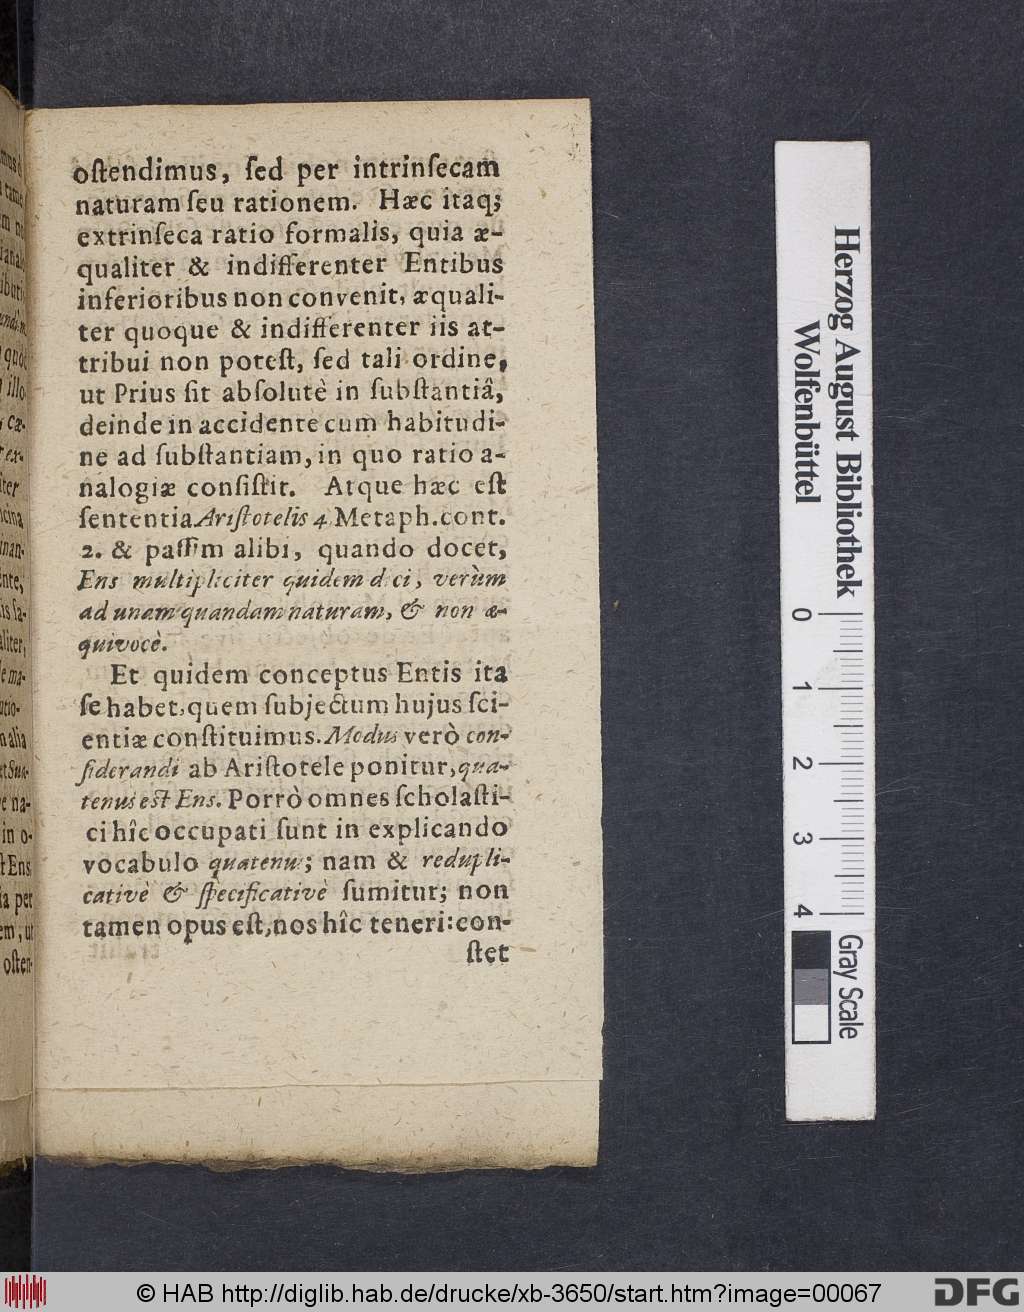 oſtendimus, ſed per intrinſecam
naturam ſeu rationem. Hæc itaq;
extrinſeca ratio formalis, quia æ-
qualiter & indifferenter Entibus
inferioribus non convenit, æquali-
ter quoque & indifferenter iis at-
tribui non poteſt, ſed tali ordine,
ut Prius ſit abſolutè in ſubſtantiâ,
deinde in accidente cum habitudi-
ne ad ſubſtantiam, in quo ratio a-
nalogiæ conſiſtit. Atque hæc eſt
ſententia Ariſtotelis 4 Metaph. cont.
2. & paſſim alibi, quando docet,
Ens multipliciter quidem dici, verùm
ad unam quandam naturam, & non æ-
quivocè.
Et quidem conceptus Entis ita
ſe habet, quem ſubjectum hujus ſci-
entiæ conſtituimus. Modus verò con-
ſiderandi ab Ariſtotele ponitur, qua-
tenus eſt Ens. Porrò omnes ſcholaſti-
ci hîc occupati ſunt in explicando
vocabulo quatenus; nam & redupli-
cativè & ſpecificativè ſumitur; non
tamen opus eſt, nos hîc teneri: con-
ſtet
Herzog August Bibliothek
Wolfenbüttel
0 1 2 3 4
Gray Scale
© HAB http://diglib.hab.de/drucke/xb-3650/start.htm?image=00067
DFG